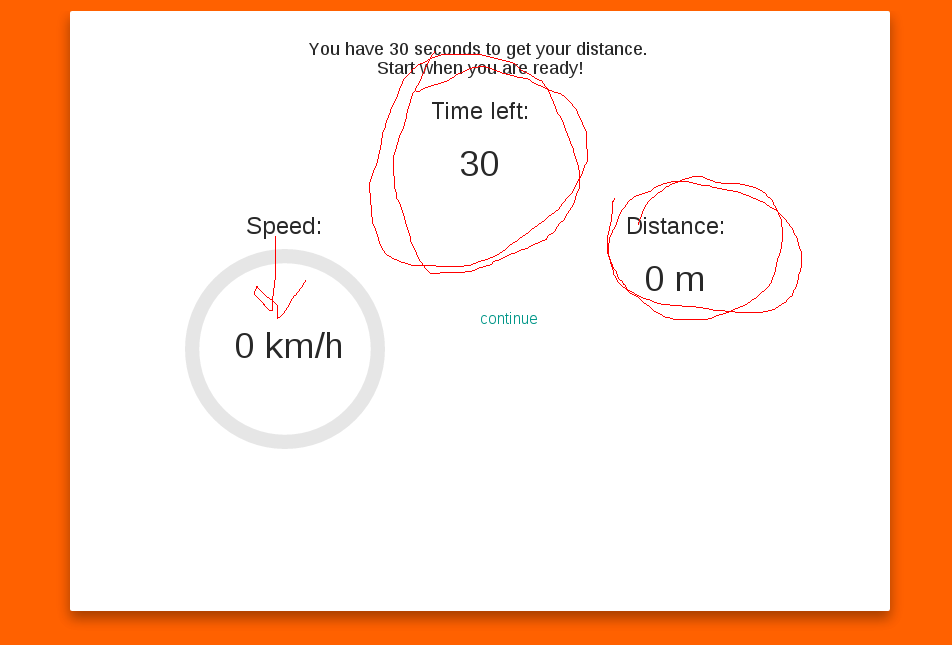 You have 30 seconds to get your distance.
Start when you are ready!
Time left:
30
Speed:
Distance:
0 m
continue
0 km/h